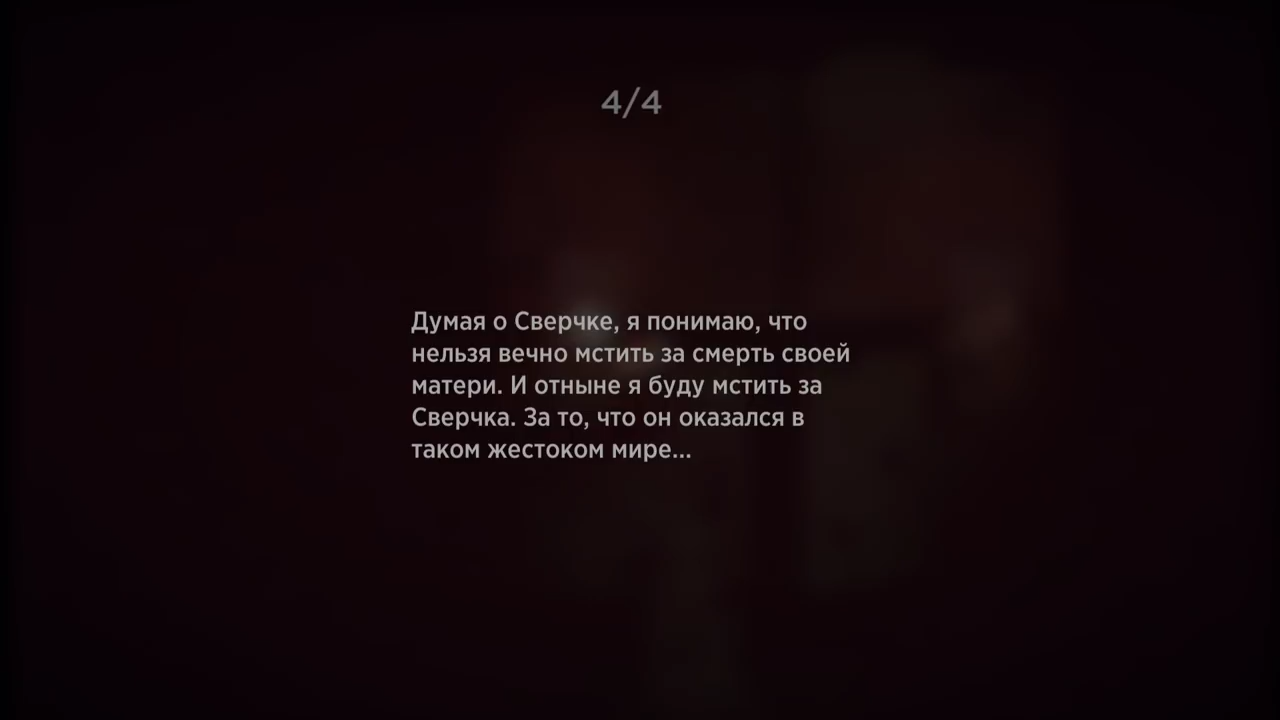 4/4
Думая о Сверчке, я понимаю, что
нельзя вечно мстить за смерть своей
матери. И отныне я буду мстить за
Сверчка. За то, что он оказался в
таком жестоком мире...